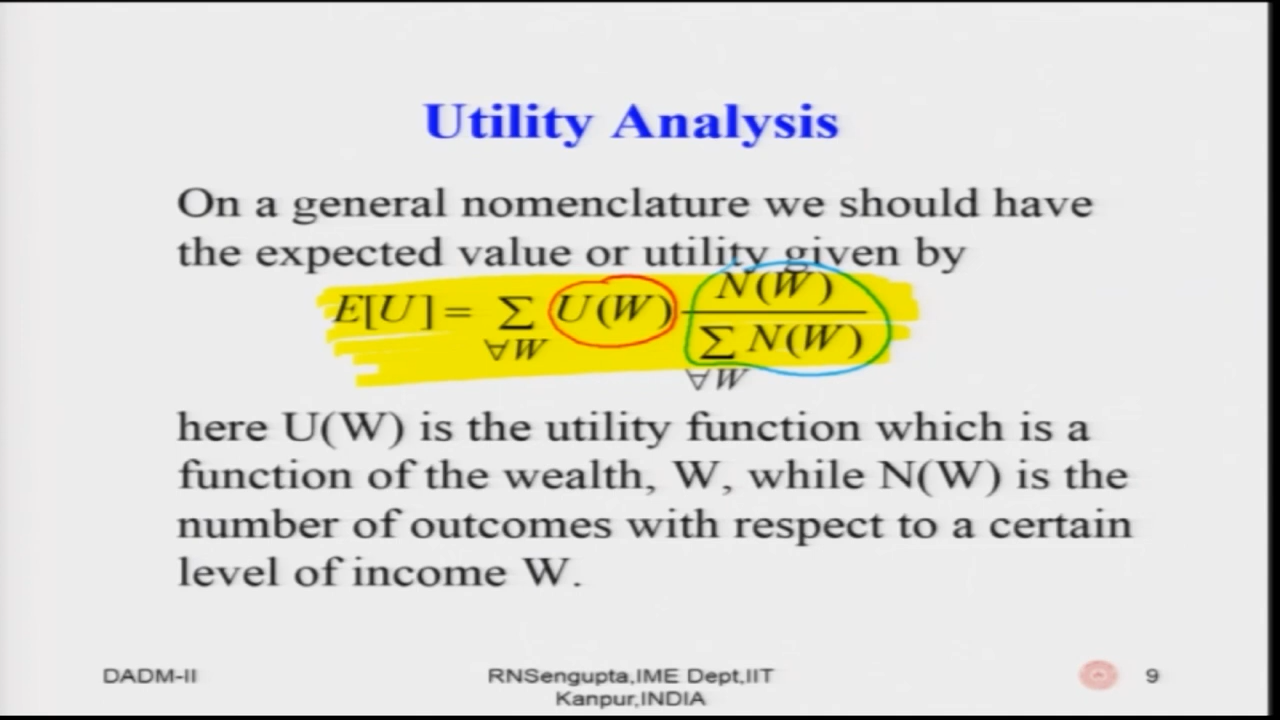 Utility Analysis
On a general nomenclature we should have
the expected value or utility given by
E[U] = ∑ U(W) N(W)
∀W ∑ N(W)
∀W
here U(W) is the utility function which is a
function of the wealth, W, while N(W) is the
number of outcomes with respect to a certain
level of income W.
DADM-II
RNSengupta,IME Dept,IIT
Kanpur,INDIA
9